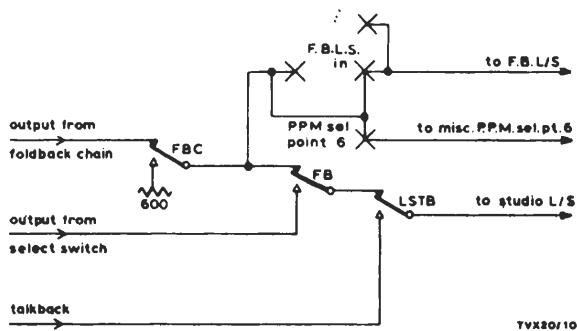 F.B.L.S.
in
to F.B. L/S
output from
foldback chain
FBC
PPM sel
point 6
to misc. P.P.M. sel. pt. 6
600
FB
LSTB
to studio L/S
output from
select switch
talkback
TVX20/10